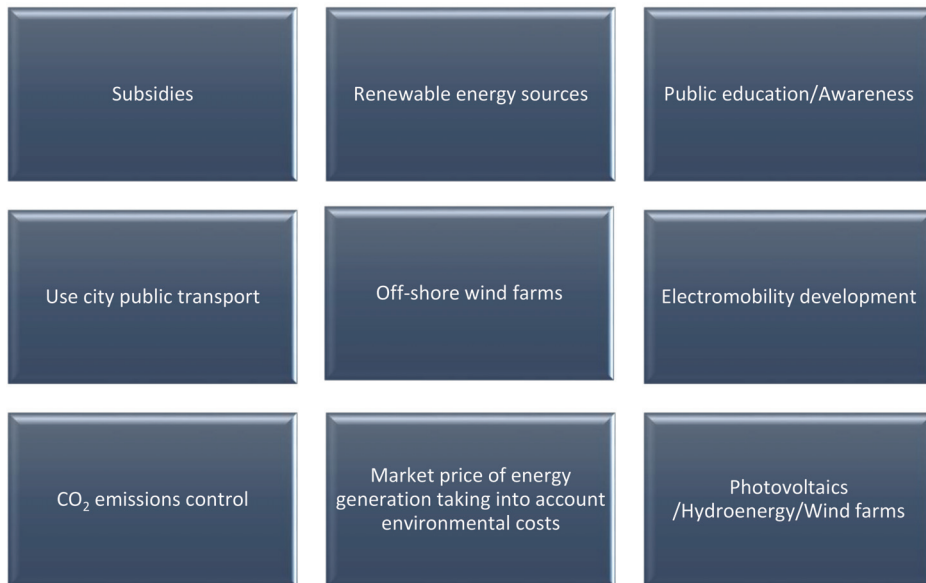 Subsidies
Renewable energy sources
Public education/Awareness
Use city public transport
Off-shore wind farms
Electromobility development
CO₂ emissions control
Market price of energy
generation taking into account
environmental costs
Photovoltaics
/Hydroenergy/Wind farms